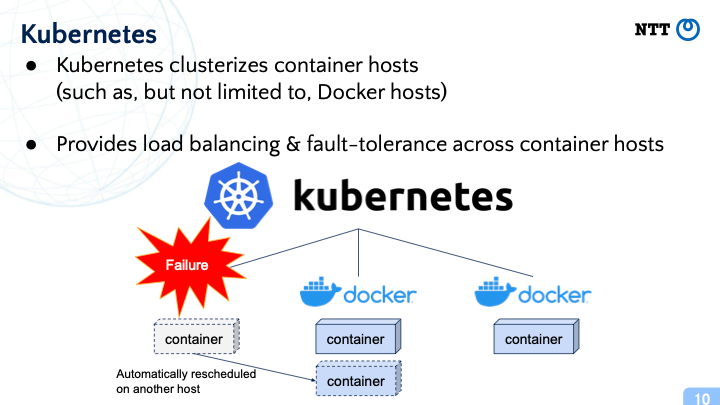 Kubernetes
NTT
● Kubernetes clusterizes container hosts
(such as, but not limited to, Docker hosts)
● Provides load balancing & fault-tolerance across container hosts
kubernetes
Failure
docker
docker
container
container
container
Automatically rescheduled
on another host
container
10